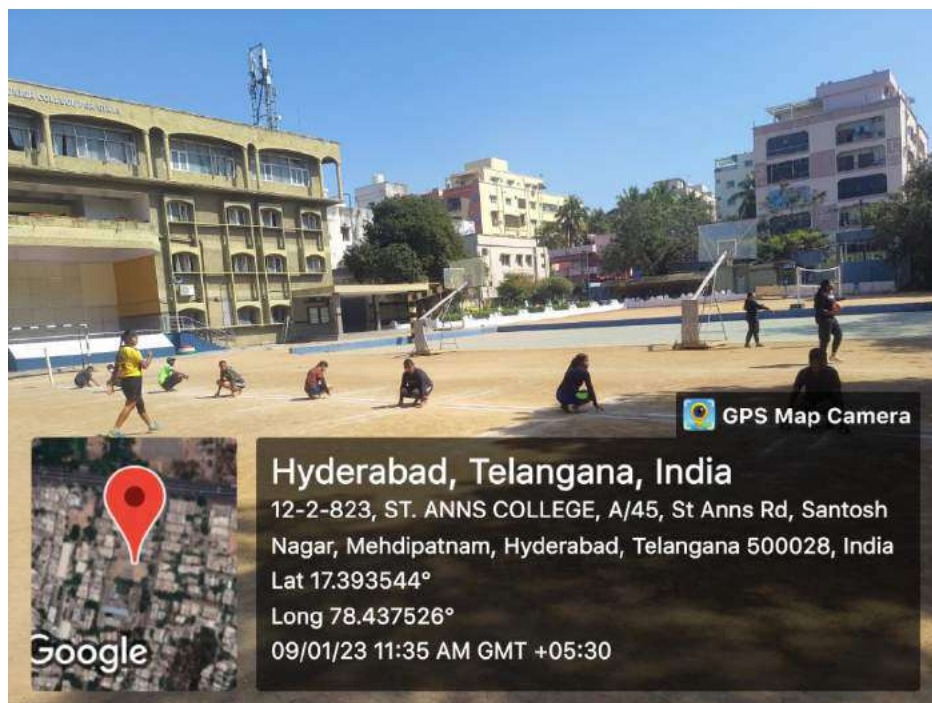 GPS Map Camera
Hyderabad, Telangana, India
12-2-823, ST. ANNS COLLEGE, A/45, St Anns Rd, Santosh
Nagar, Mehdipatnam, Hyderabad, Telangana 500028, India
Lat 17.393544°
Long 78.437526°
09/01/23 11:35 AM GMT +05:30
Google